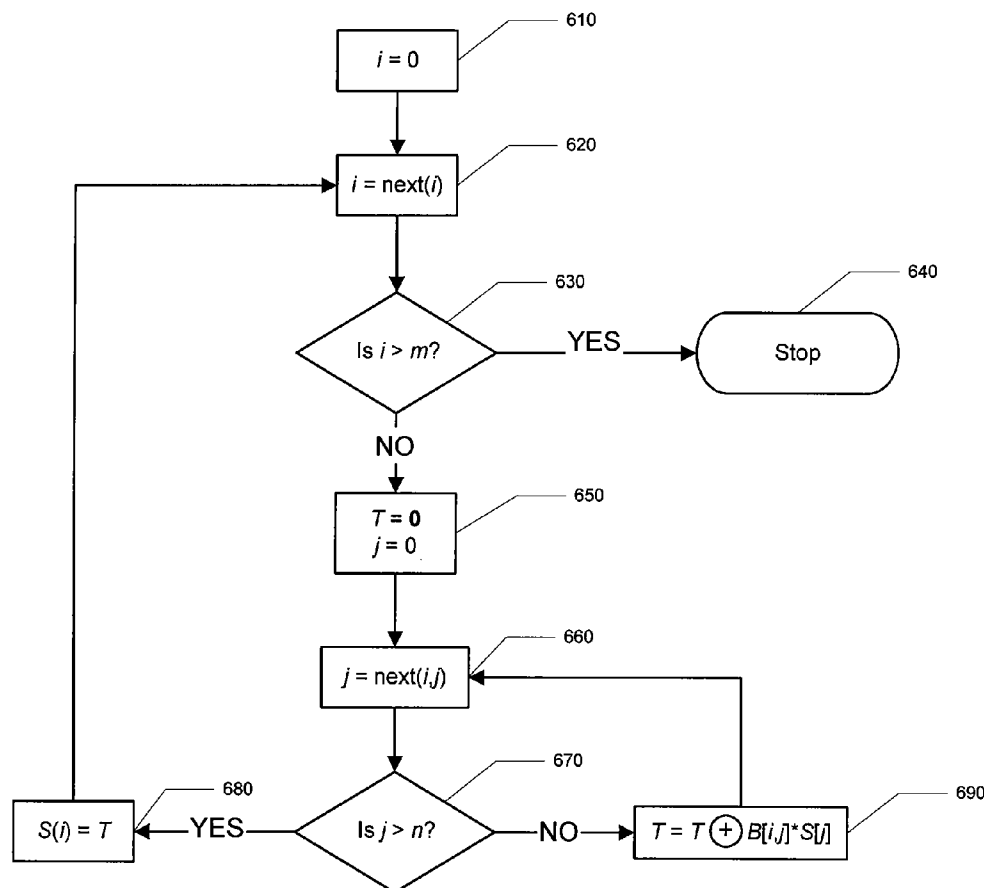 610
i = 0
620
i = next(i)
630
640
Is i > m?
YES
Stop
NO
650
T = 0
j = 0
660
j = next(i,j)
670
680
690
S(i) = T
YES
Is j > n?
NO
T = T ⊕ B[i,j]*S[j]